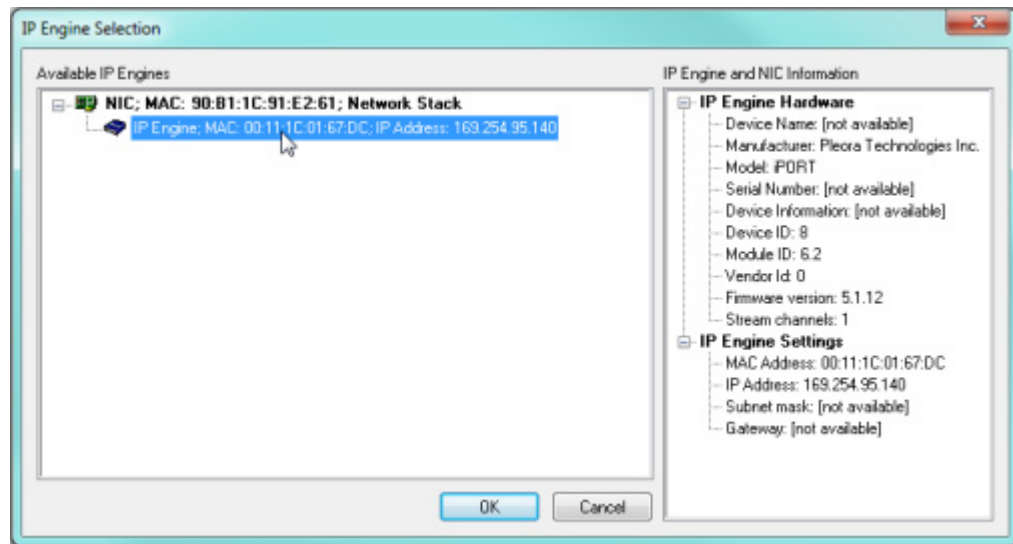 IP Engine Selection
Available IP Engines
NIC; MAC: 90:B1:1C:91:E2:61; Network Stack
IP Engine; MAC: 00:11:1C:01:67:DC; IP Address: 169.254.95.140
OK
Cancel
IP Engine and NIC Information
IP Engine Hardware
Device Name: [not available]
Manufacturer: Pleora Technologies Inc.
Model: iPORT
Serial Number: [not available]
Device Information: [not available]
Device ID: 8
Module ID: 6.2
Vendor Id: 0
Firmware version: 5.1.12
Stream channels: 1
IP Engine Settings
MAC Address: 00:11:1C:01:67:DC
IP Address: 169.254.95.140
Subnet mask: [not available]
Gateway: [not available]